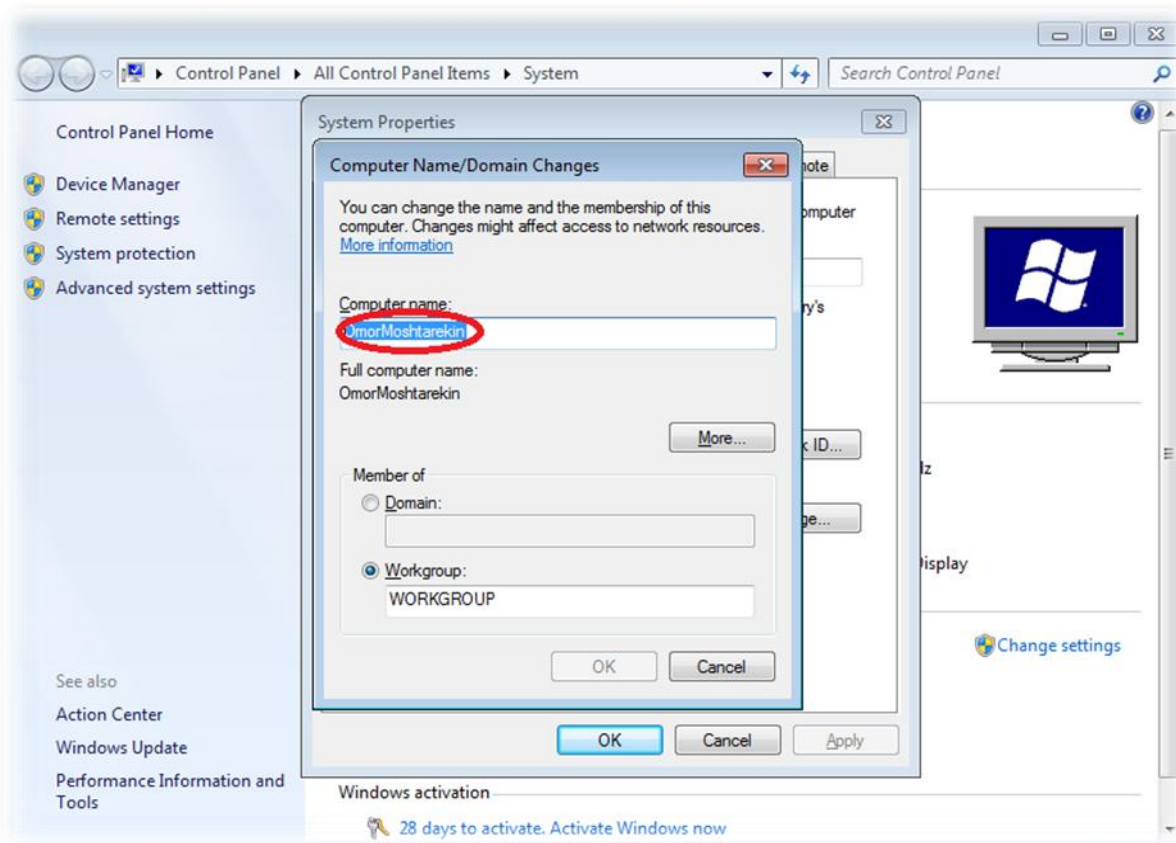 Control Panel ▸ All Control Panel Items ▸ System
Search Control Panel
Control Panel Home
Device Manager
Remote settings
System protection
Advanced system settings
See also
Action Center
Windows Update
Performance Information and
Tools
System Properties
Computer Name/Domain Changes
You can change the name and the membership of this
computer. Changes might affect access to network resources.
More information
Computer name:
OmorMoshtarekin
Full computer name:
OmorMoshtarekin
More...
Member of
Domain:
Workgroup:
WORKGROUP
OK Cancel
OK Cancel Apply
Change settings
Windows activation
28 days to activate. Activate Windows now